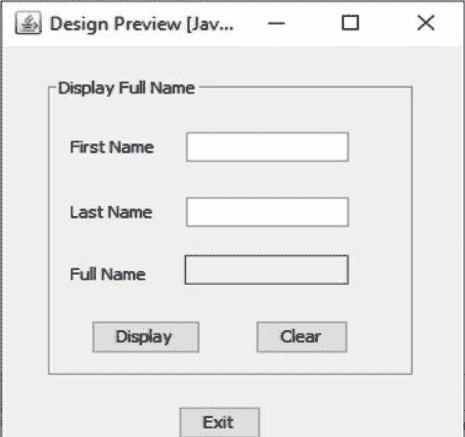 Design Preview [Jav...
Display Full Name
First Name
Last Name
Full Name
Display Clear
Exit